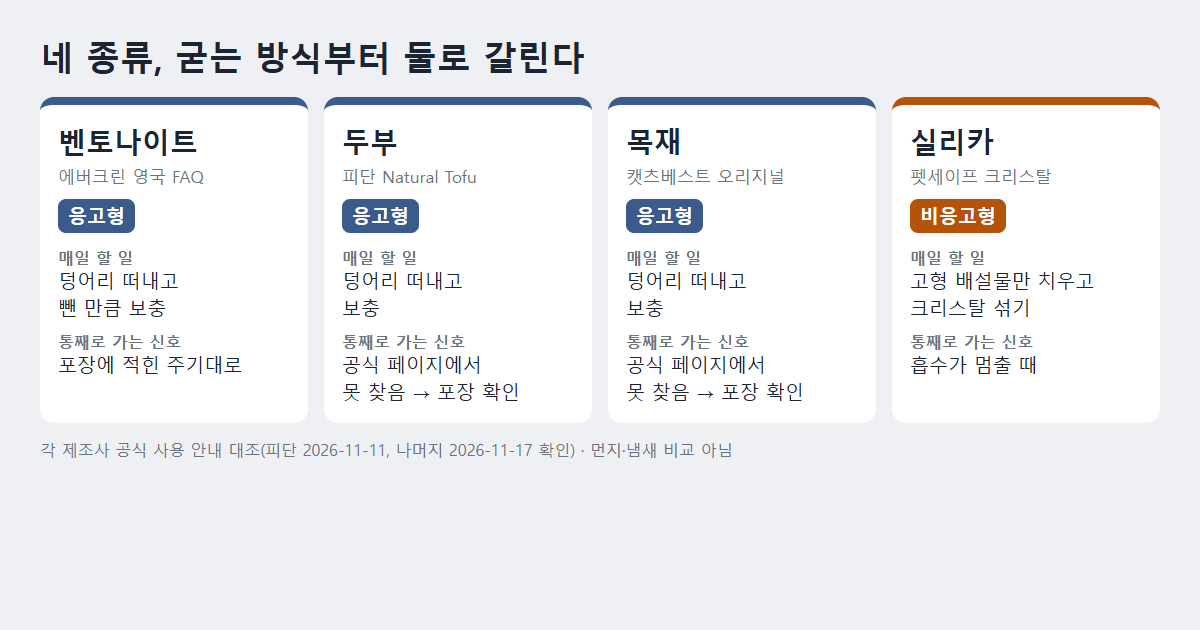 네 종류, 굳는 방식부터 둘로 갈린다
벤토나이트
에버크린 영국 FAQ
응고형
매일 할 일
덩어리 떠내고
뺀 만큼 보충
통째로 가는 신호
포장에 적힌 주기대로
두부
피단 Natural Tofu
응고형
매일 할 일
덩어리 떠내고
보충
통째로 가는 신호
공식 페이지에서
못 찾음 → 포장 확인
목재
캣츠베스트 오리지널
응고형
매일 할 일
덩어리 떠내고
보충
통째로 가는 신호
공식 페이지에서
못 찾음 → 포장 확인
실리카
펫세이프 크리스탈
비응고형
매일 할 일
고형 배설물만 치우고
크리스탈 섞기
통째로 가는 신호
흡수가 멈출 때
각 제조사 공식 사용 안내 대조(피단 2026-11-11, 나머지 2026-11-17 확인) · 먼지·냄새 비교 아님